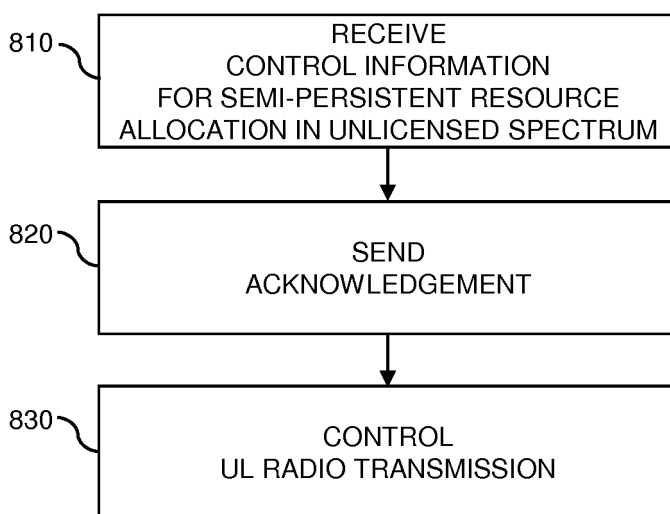 810
RECEIVE
CONTROL INFORMATION
FOR SEMI-PERSISTENT RESOURCE
ALLOCATION IN UNLICENSED SPECTRUM
820
SEND
ACKNOWLEDGEMENT
830
CONTROL
UL RADIO TRANSMISSION